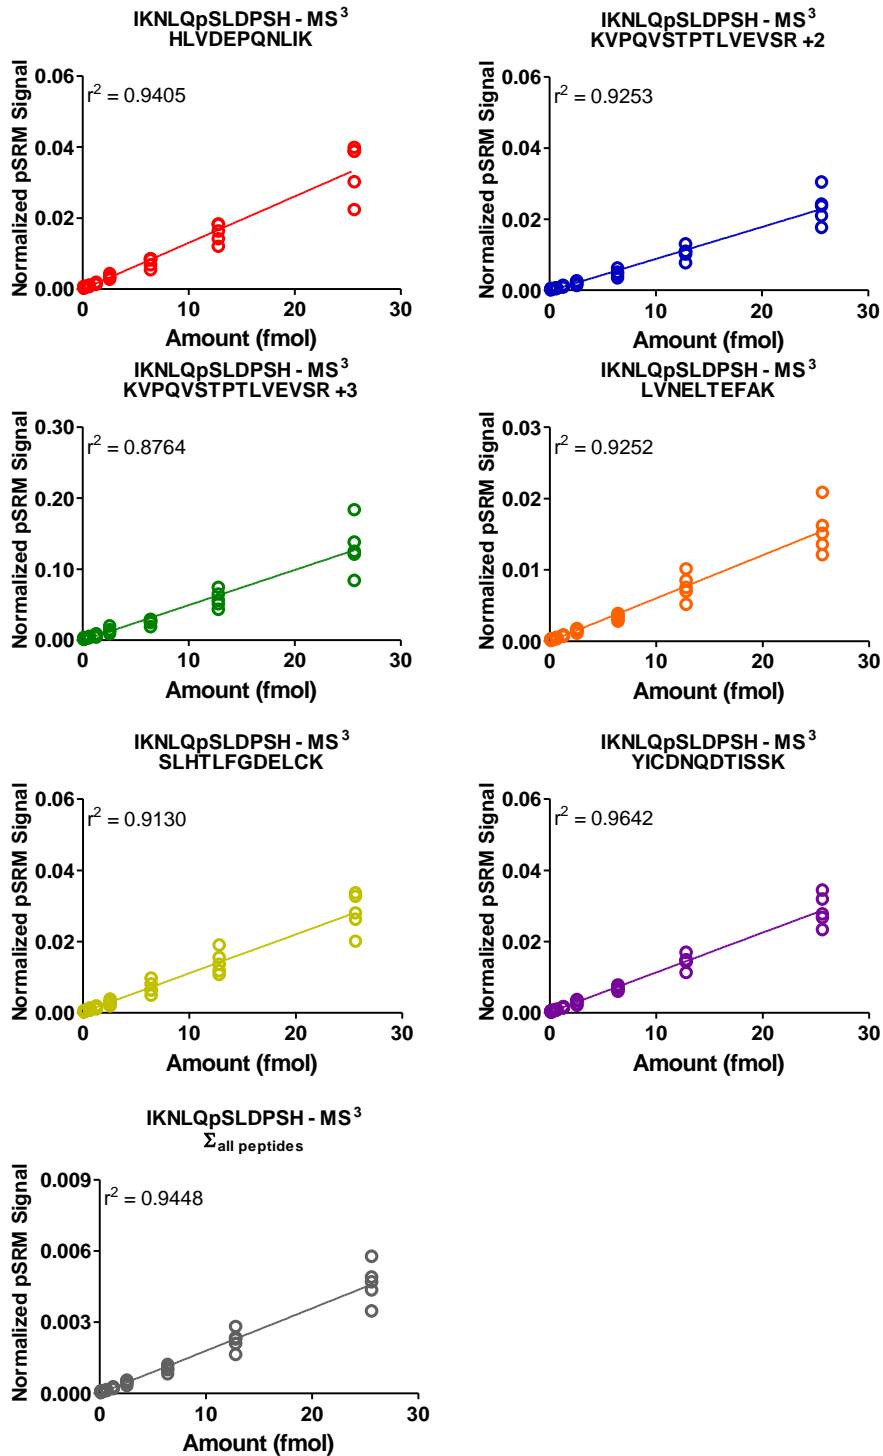 IKNLQpSLDPSH - MS³
HLVDEPQNLIK
r² = 0.9405
Normalized pSRM Signal
0.06
0.04
0.02
0.00
0 10 20 30
Amount (fmol)
IKNLQpSLDPSH - MS³
KVPQVSTPTLVEVSR +2
r² = 0.9253
Normalized pSRM Signal
0.06
0.04
0.02
0.00
0 10 20 30
Amount (fmol)
IKNLQpSLDPSH - MS³
KVPQVSTPTLVEVSR +3
r² = 0.8764
Normalized pSRM Signal
0.30
0.20
0.10
0.00
0 10 20 30
Amount (fmol)
IKNLQpSLDPSH - MS³
LVNELTEFAK
r² = 0.9252
Normalized pSRM Signal
0.03
0.02
0.01
0.00
0 10 20 30
Amount (fmol)
IKNLQpSLDPSH - MS³
SLHTLFGDELCK
r² = 0.9130
Normalized pSRM Signal
0.06
0.04
0.02
0.00
0 10 20 30
Amount (fmol)
IKNLQpSLDPSH - MS³
YICDNQDTISSK
r² = 0.9642
Normalized pSRM Signal
0.06
0.04
0.02
0.00
0 10 20 30
Amount (fmol)
IKNLQpSLDPSH - MS³
Σall peptides
r² = 0.9448
Normalized pSRM Signal
0.009
0.006
0.003
0.000
0 10 20 30
Amount (fmol)